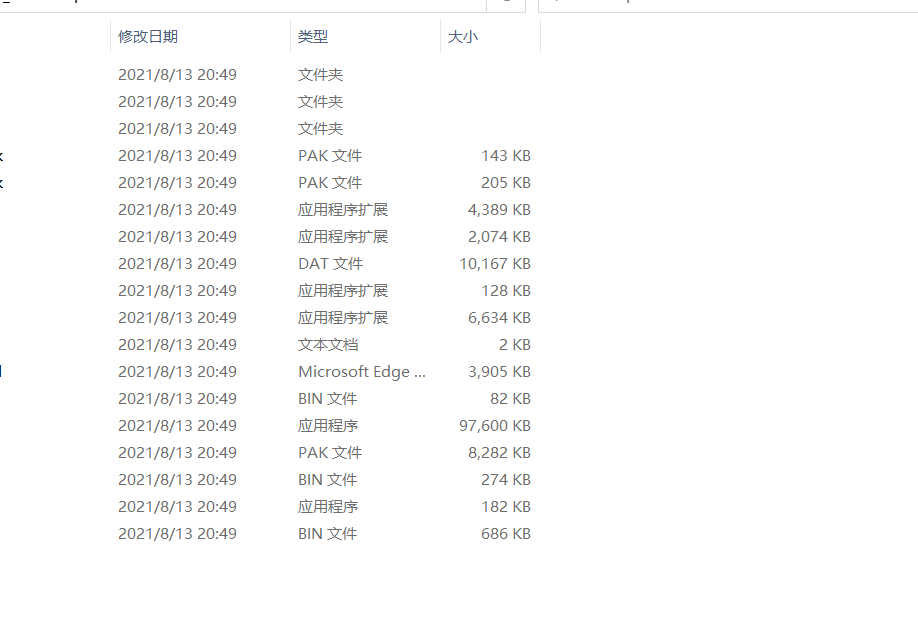 修改日期 类型 大小
2021/8/13 20:49 文件夹
2021/8/13 20:49 文件夹
2021/8/13 20:49 文件夹
2021/8/13 20:49 PAK 文件 143 KB
2021/8/13 20:49 PAK 文件 205 KB
2021/8/13 20:49 应用程序扩展 4,389 KB
2021/8/13 20:49 应用程序扩展 2,074 KB
2021/8/13 20:49 DAT 文件 10,167 KB
2021/8/13 20:49 应用程序扩展 128 KB
2021/8/13 20:49 应用程序扩展 6,634 KB
2021/8/13 20:49 文本文档 2 KB
2021/8/13 20:49 Microsoft Edge ... 3,905 KB
2021/8/13 20:49 BIN 文件 82 KB
2021/8/13 20:49 应用程序 97,600 KB
2021/8/13 20:49 PAK 文件 8,282 KB
2021/8/13 20:49 BIN 文件 274 KB
2021/8/13 20:49 应用程序 182 KB
2021/8/13 20:49 BIN 文件 686 KB